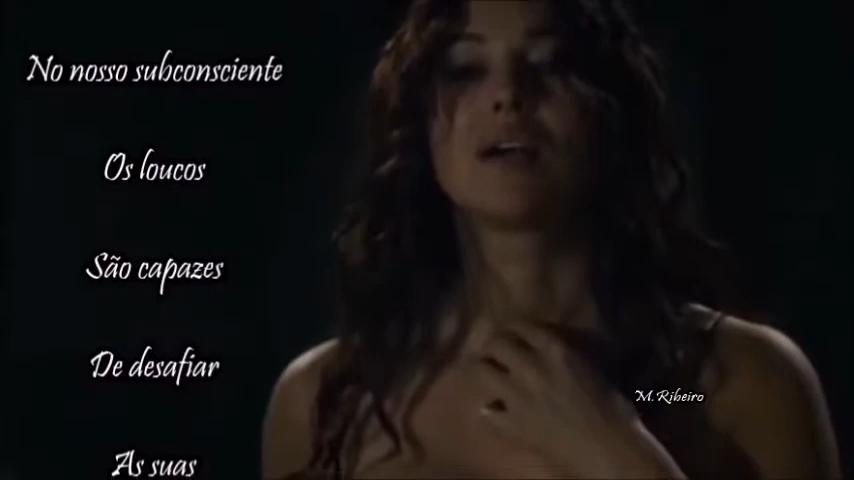 No nosso subconsciente
Os loucos
São capazes
De desafiar
As suas
M. Ribeiro